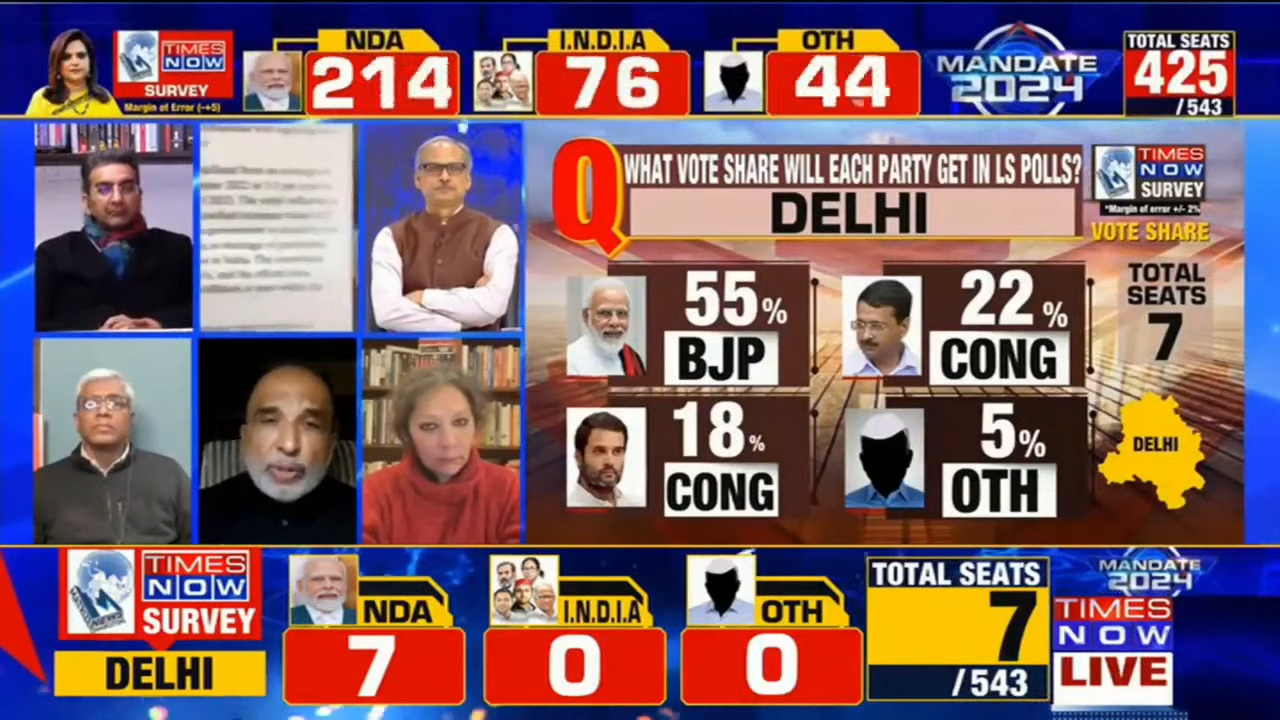 NDA
I.N.D.I.A
OTH
TIMES
NOW
SURVEY
Margin of Error (-+5)
214
76
44
MANDATE
2024
TOTAL SEATS
425
/543
Q
WHAT VOTE SHARE WILL EACH PARTY GET IN LS POLLS?
DELHI
TIMES
NOW
SURVEY
*Margin of error +/- 2%
VOTE SHARE
55%
BJP
22%
CONG
TOTAL
SEATS
7
18%
CONG
5%
OTH
DELHI
TIMES
NOW
SURVEY
DELHI
NDA
7
I.N.D.I.A
0
OTH
0
TOTAL SEATS
7
/543
MANDATE
2024
TIMES
NOW
LIVE